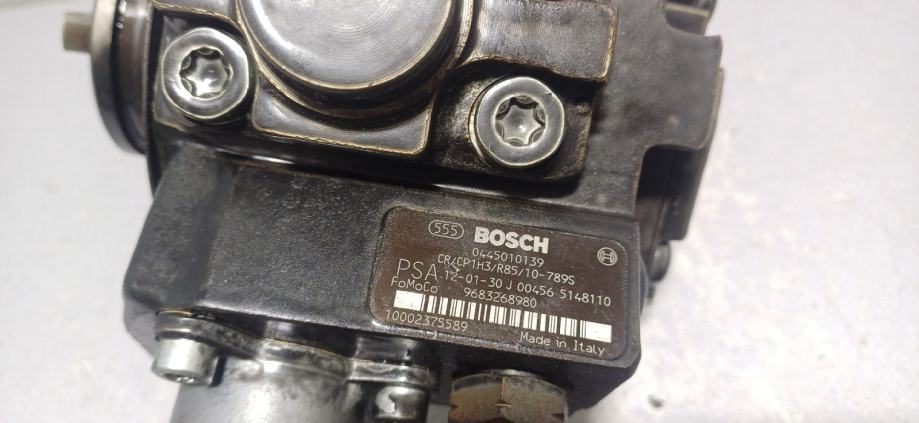 555 BOSCH
0445010139
CR/CP1H3/R85/10-789S
PSA 12-01-30 J 00456 5148110
FoMoCo 9683268980
10002375589
Made in Italy